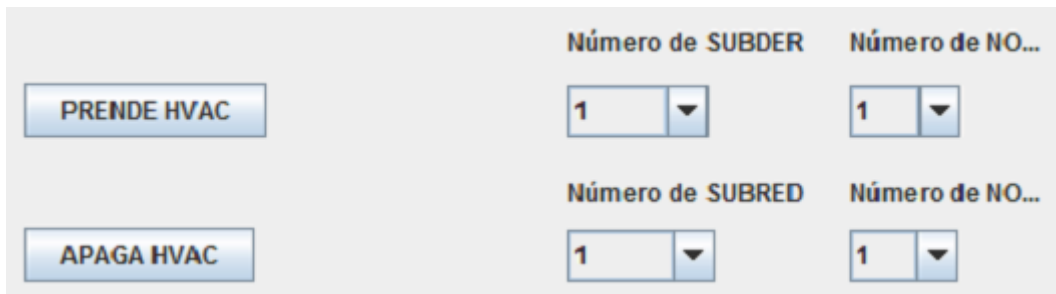 Número de SUBDER Número de NO...
PRENDE HVAC 1 1
Número de SUBRED Número de NO...
APAGA HVAC 1 1